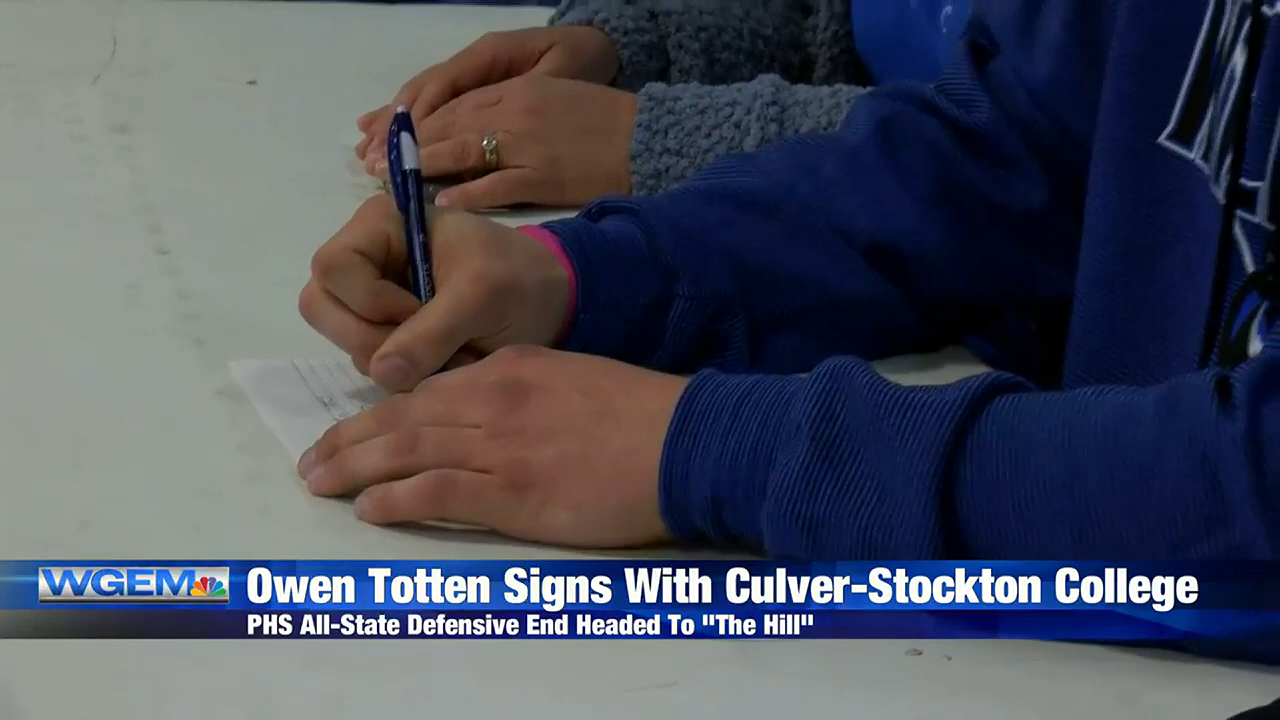 WGEM
Owen Totten Signs With Culver-Stockton College
PHS All-State Defensive End Headed To "The Hill"